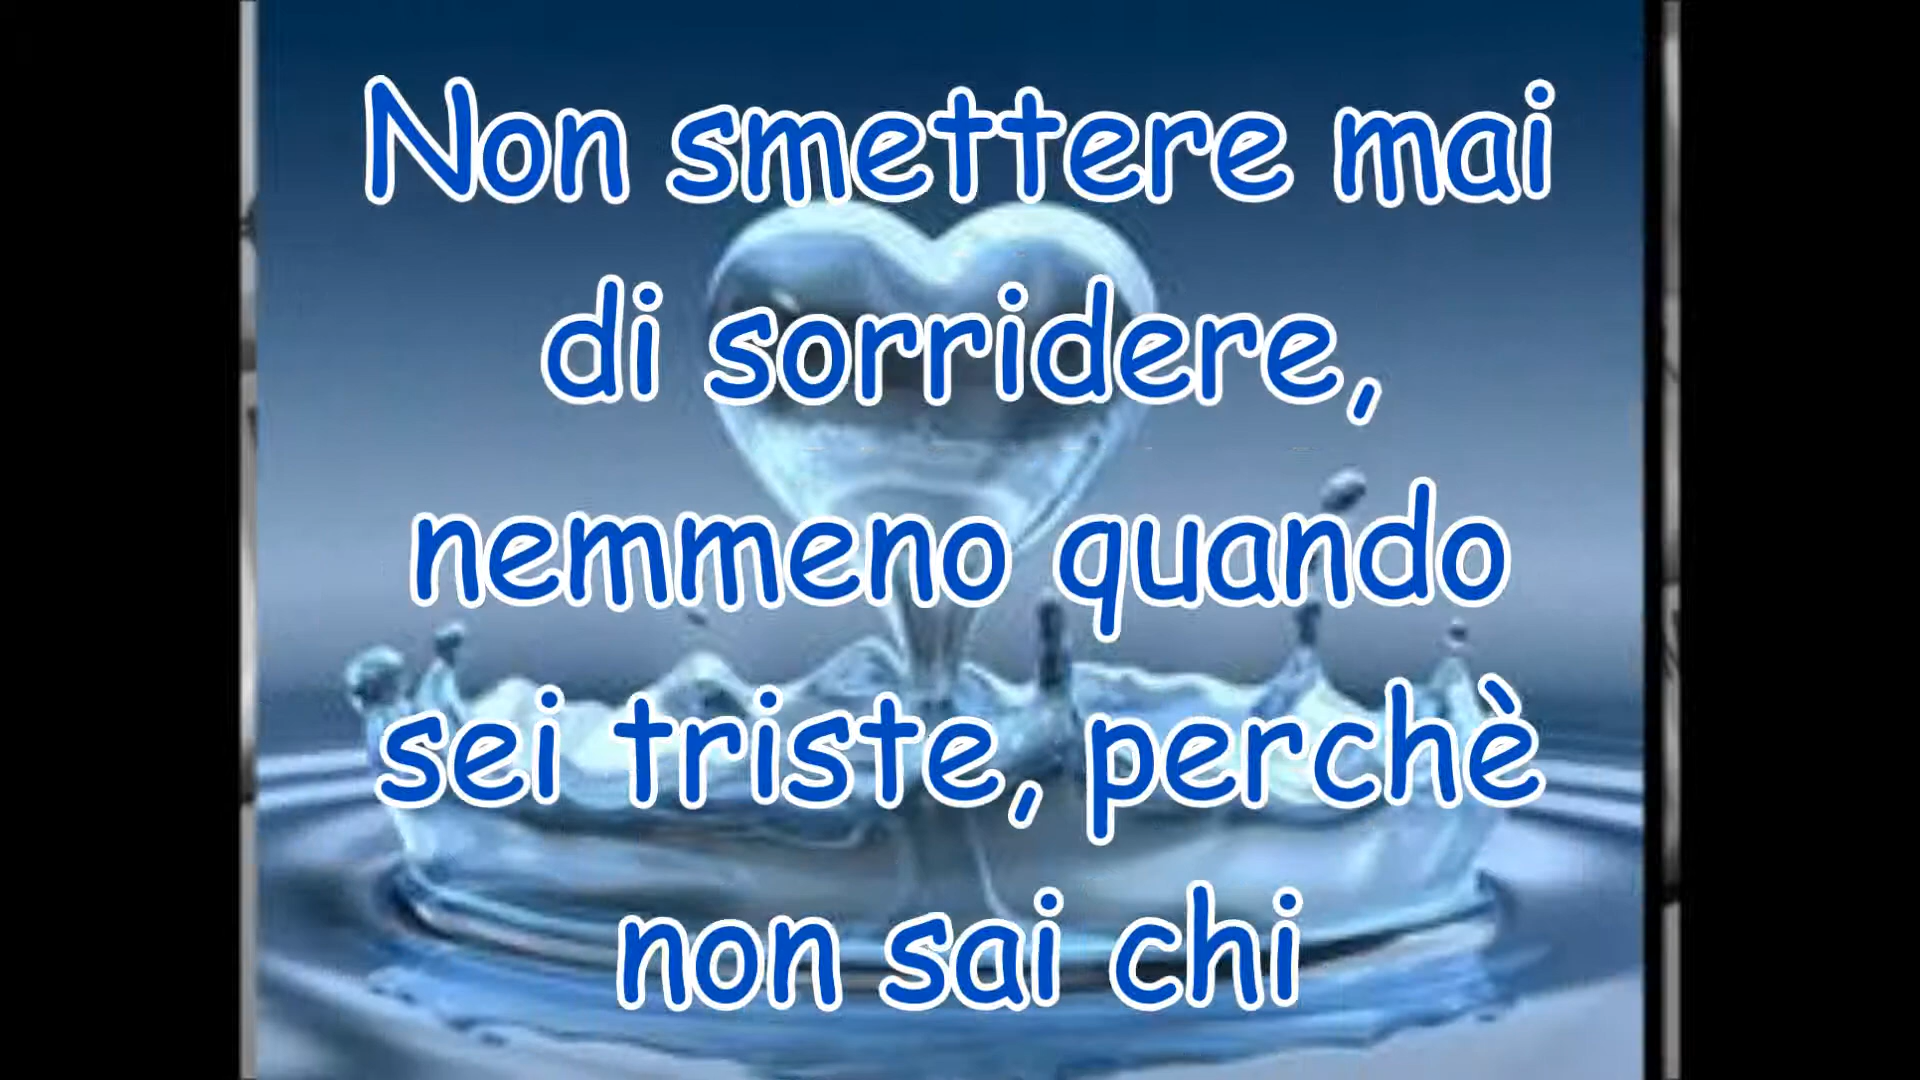 Non smettere mai
di sorridere,
nemmeno quando
sei triste, perchè
non sai chi